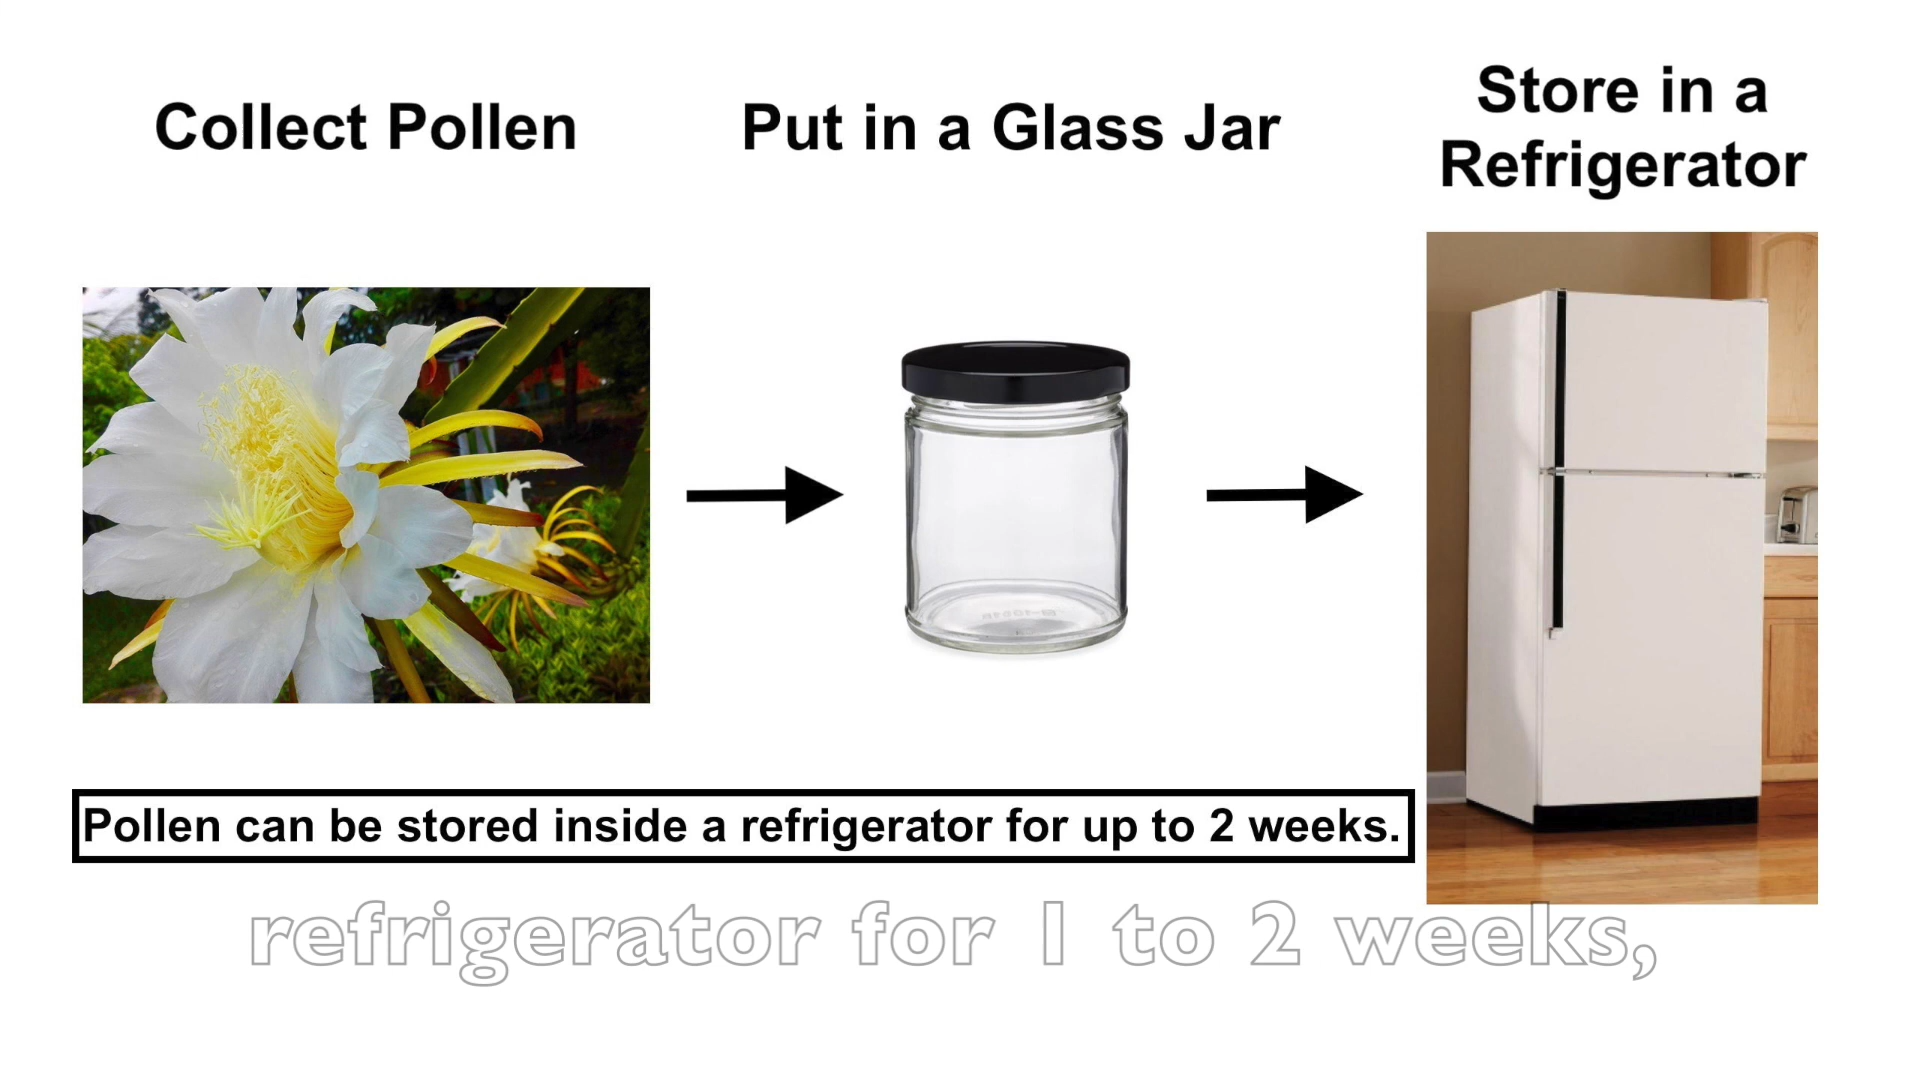 Collect Pollen
Put in a Glass Jar
Store in a
Refrigerator
Pollen can be stored inside a refrigerator for up to 2 weeks.
refrigerator for 1 to 2 weeks,